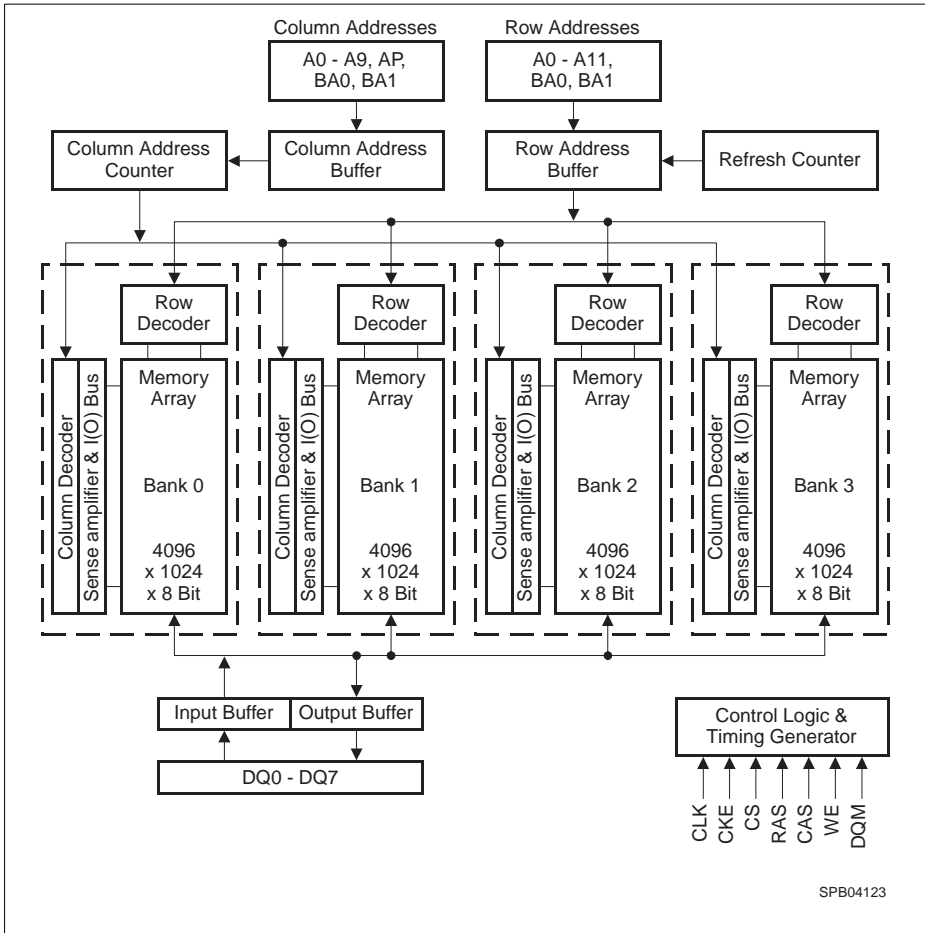 Column Addresses
Row Addresses
A0 - A9, AP,
BA0, BA1
A0 - A11,
BA0, BA1
Column Address
Counter
Column Address
Buffer
Row Address
Buffer
Refresh Counter
Row
Decoder
Row
Decoder
Row
Decoder
Row
Decoder
Column Decoder
Sense amplifier & I(O) Bus
Memory
Array
Bank 0
4096
x 1024
x 8 Bit
Column Decoder
Sense amplifier & I(O) Bus
Memory
Array
Bank 1
4096
x 1024
x 8 Bit
Column Decoder
Sense amplifier & I(O) Bus
Memory
Array
Bank 2
4096
x 1024
x 8 Bit
Column Decoder
Sense amplifier & I(O) Bus
Memory
Array
Bank 3
4096
x 1024
x 8 Bit
Input Buffer
Output Buffer
DQ0 - DQ7
Control Logic &
Timing Generator
CLK
CKE
CS
RAS
CAS
WE
DQM
SPB04123